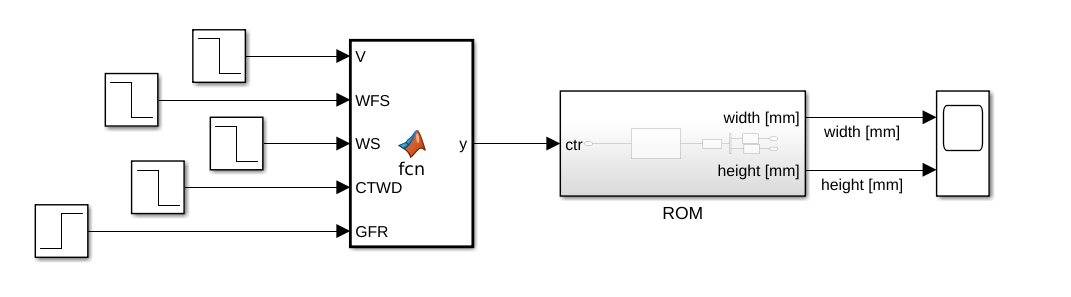 V
WFS
WS
CTWD
GFR
fcn
y
ctr
width [mm]
height [mm]
ROM
width [mm]
height [mm]